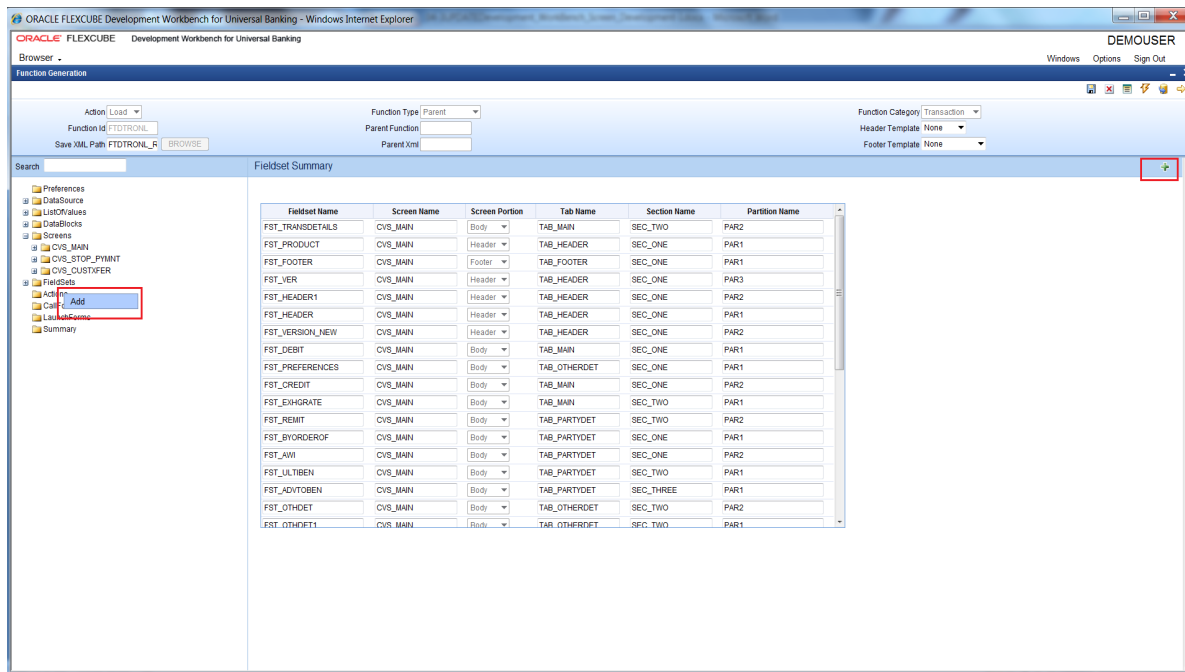 ORACLE FLEXCUBE Development Workbench for Universal Banking - Windows Internet Explorer
ORACLE' FLEXCUBE Development Workbench for Universal Banking
DEMOUSER
Browser
Windows Options Sign Out
Function Generation
Action Load Function Type Parent Function Category Transaction
Function Id FTDTRONL Parent Function Header Template None
Save XML Path FTDTRONL_R BROWSE Parent Xml Footer Template None
Search
Fieldset Summary
Preferences
DataSource
ListOfValues
DataBlocks
Screens
CVS_MAIN
CVS_STOP_PYMNT
CVS_CUSTXFER
FieldSets
Actions
Add
CallFo
LaunchForms
Summary
Fieldset Name Screen Name Screen Portion Tab Name Section Name Partition Name
FST_TRANSDETAILS CVS_MAIN Body TAB_MAIN SEC_TWO PAR2
FST_PRODUCT CVS_MAIN Header TAB_HEADER SEC_ONE PAR1
FST_FOOTER CVS_MAIN Footer TAB_FOOTER SEC_ONE PAR1
FST_VER CVS_MAIN Header TAB_HEADER SEC_ONE PAR3
FST_HEADER1 CVS_MAIN Header TAB_HEADER SEC_ONE PAR2
FST_HEADER CVS_MAIN Header TAB_HEADER SEC_ONE PAR1
FST_VERSION_NEW CVS_MAIN Header TAB_HEADER SEC_ONE PAR2
FST_DEBIT CVS_MAIN Body TAB_MAIN SEC_ONE PAR1
FST_PREFERENCES CVS_MAIN Body TAB_OTHERDET SEC_ONE PAR1
FST_CREDIT CVS_MAIN Body TAB_MAIN SEC_ONE PAR2
FST_EXHGRATE CVS_MAIN Body TAB_MAIN SEC_TWO PAR1
FST_REMIT CVS_MAIN Body TAB_PARTYDET SEC_TWO PAR2
FST_BYORDEROF CVS_MAIN Body TAB_PARTYDET SEC_ONE PAR1
FST_AWI CVS_MAIN Body TAB_PARTYDET SEC_ONE PAR2
FST_ULTIBEN CVS_MAIN Body TAB_PARTYDET SEC_TWO PAR1
FST_ADVTOBEN CVS_MAIN Body TAB_PARTYDET SEC_THREE PAR1
FST_OTHDET CVS_MAIN Body TAB_OTHERDET SEC_TWO PAR2
FST_OTHDET1 CVS_MAIN Body TAB_OTHERDET SEC_TWO PAR1